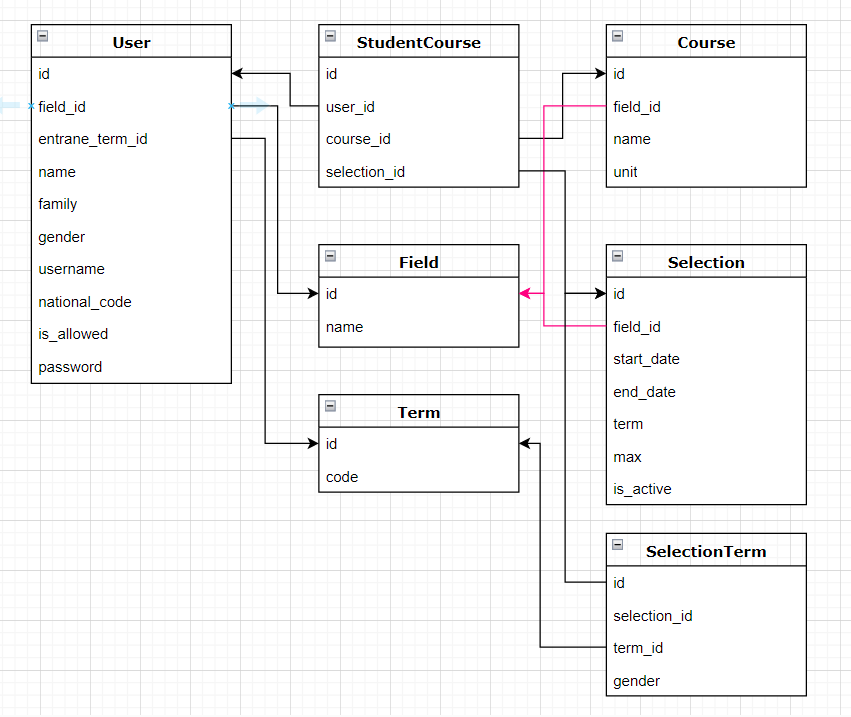 User
id
field_id
entrane_term_id
name
family
gender
username
national_code
is_allowed
password
StudentCourse
id
user_id
course_id
selection_id
Course
id
field_id
name
unit
Field
id
name
Selection
id
field_id
start_date
end_date
term
max
is_active
Term
id
code
SelectionTerm
id
selection_id
term_id
gender